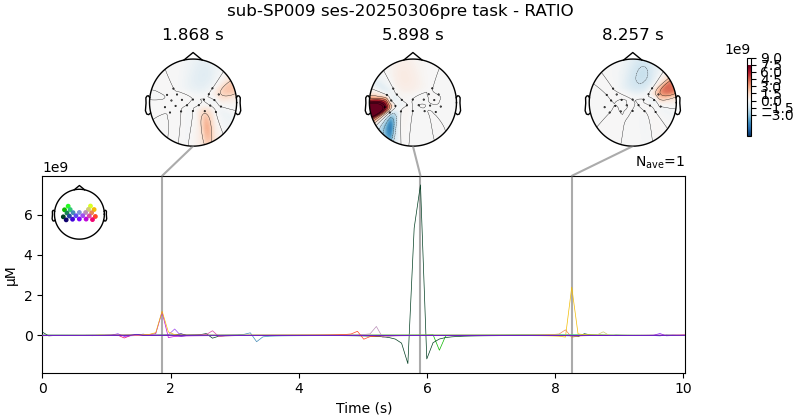 sub-SP009 ses-20250306pre task - RATIO
1.868 s
5.898 s
8.257 s
1e9
9.0
7.5
6.0
4.5
3.0
1.5
0.0
−1.5
−3.0
Nave=1
1e9
6
4
2
0
µM
0
2
4
6
8
10
Time (s)